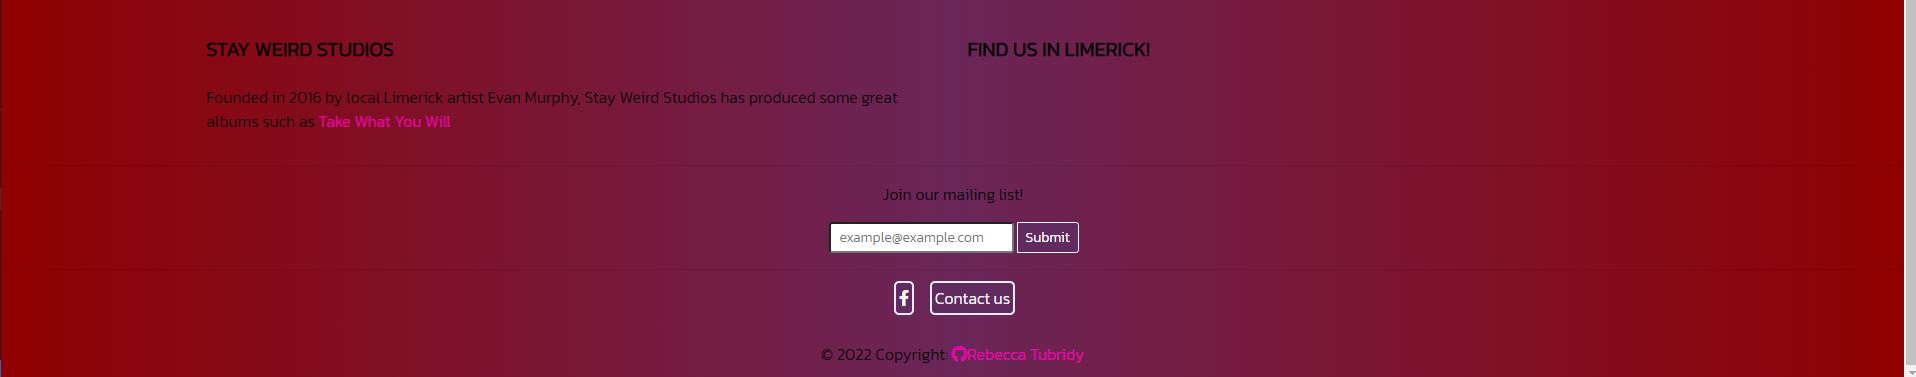 STAY WEIRD STUDIOS
FIND US IN LIMERICK!
Founded in 2016 by local Limerick artist Evan Murphy, Stay Weird Studios has produced some great
albums such as Take What You Will
Join our mailing list!
example@example.com Submit
Contact us
© 2022 Copyright: Rebecca Tubridy